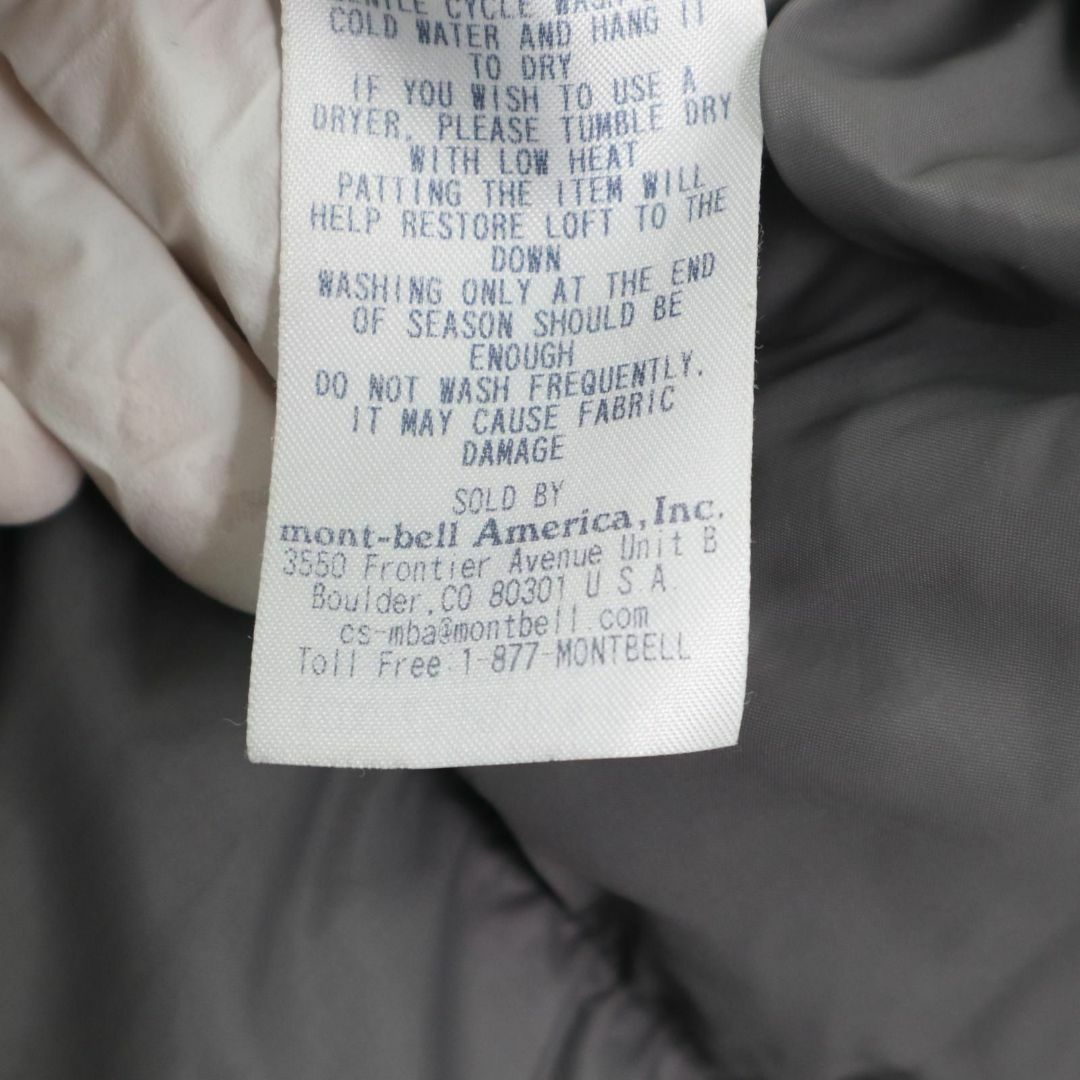 GENTLE CYCLE WASH
COLD WATER AND HANG IT
TO DRY
IF YOU WISH TO USE A
DRYER, PLEASE TUMBLE DRY
WITH LOW HEAT
PATTING THE ITEM WILL
HELP RESTORE LOFT TO THE
DOWN
WASHING ONLY AT THE END
OF SEASON SHOULD BE
ENOUGH
DO NOT WASH FREQUENTLY.
IT MAY CAUSE FABRIC
DAMAGE
SOLD BY
mont-bell America, Inc.
3550 Frontier Avenue Unit B
Boulder, CO 80301 U S A.
cs-mba@montbell.com
Toll Free 1-877-MONTBELL